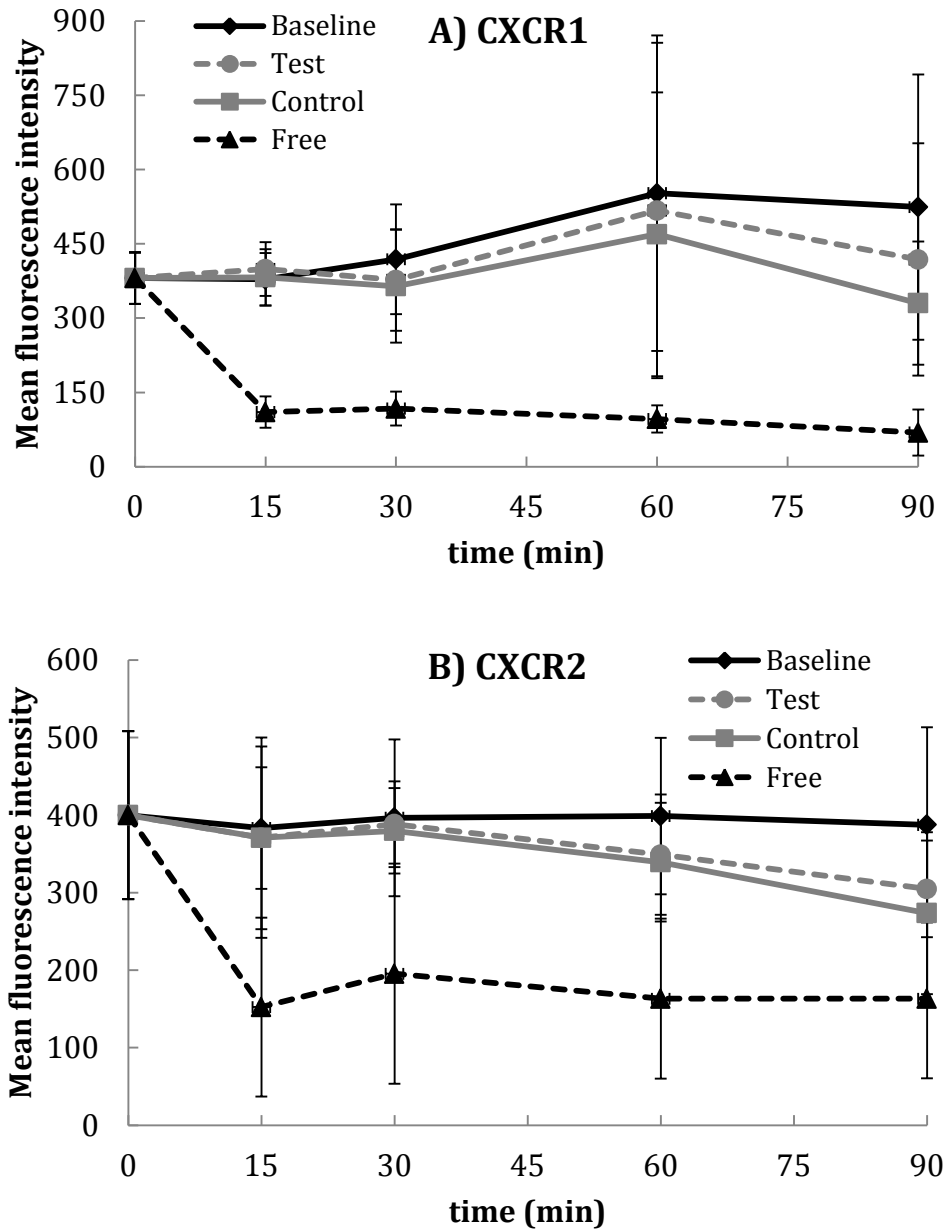 A) CXCR1
Baseline
Test
Control
Free
Mean fluorescence intensity
900
750
600
450
300
150
0
0 15 30 45 60 75 90
time (min)
B) CXCR2
Baseline
Test
Control
Free
Mean fluorescence intensity
600
500
400
300
200
100
0
0 15 30 45 60 75 90
time (min)